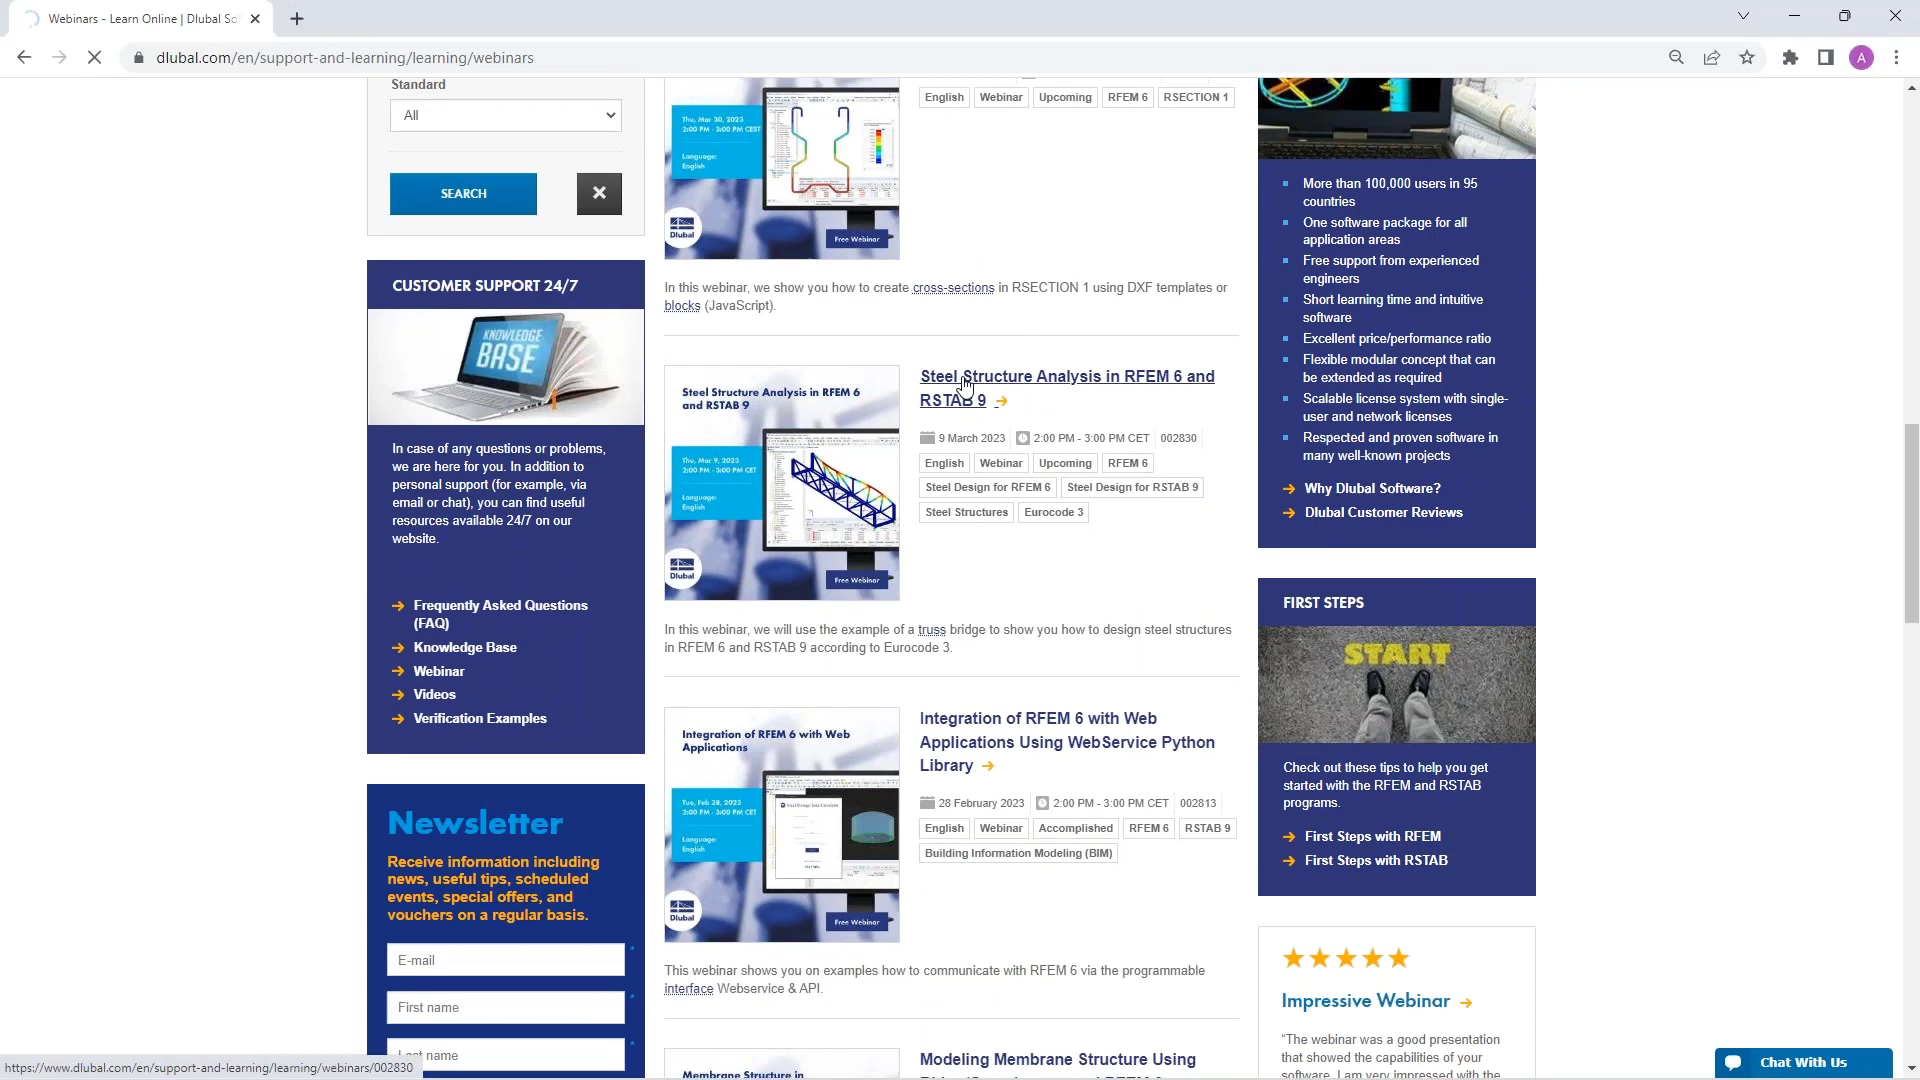 Webinars - Learn Online | Dlubal So
dlubal.com/en/support-and-learning/learning/webinars
A
Standard
All
SEARCH
CUSTOMER SUPPORT 24/7
KNOWLEDGE
BASE
In case of any questions or problems,
we are here for you. In addition to
personal support (for example, via
email or chat), you can find useful
resources available 24/7 on our
website.
Frequently Asked Questions
(FAQ)
Knowledge Base
Webinar
Videos
Verification Examples
Newsletter
Receive information including
news, useful tips, scheduled
events, special offers, and
vouchers on a regular basis.
E-mail
*
First name
*
Last name
*
https://www.dlubal.com/en/support-and-learning/learning/webinars/002830
Thu, Mar 30, 2023
2:00 PM - 3:00 PM CEST
Language:
English
Dlubal
Free Webinar
English Webinar Upcoming RFEM 6 RSECTION 1
In this webinar, we show you how to create cross-sections in RSECTION 1 using DXF templates or
blocks (JavaScript).
Steel Structure Analysis in RFEM 6
and RSTAB 9
Thu, Mar 9, 2023
2:00 PM - 3:00 PM CET
Language:
English
Dlubal
Free Webinar
Steel Structure Analysis in RFEM 6 and
RSTAB 9
9 March 2023 2:00 PM - 3:00 PM CET 002830
English Webinar Upcoming RFEM 6
Steel Design for RFEM 6 Steel Design for RSTAB 9
Steel Structures Eurocode 3
In this webinar, we will use the example of a truss bridge to show you how to design steel structures
in RFEM 6 and RSTAB 9 according to Eurocode 3.
Integration of RFEM 6 with Web
Applications
Tue, Feb 28, 2023
2:00 PM - 3:00 PM CET
Language:
English
Dlubal
Free Webinar
Integration of RFEM 6 with Web
Applications Using WebService Python
Library
28 February 2023 2:00 PM - 3:00 PM CET 002813
English Webinar Accomplished RFEM 6 RSTAB 9
Building Information Modeling (BIM)
This webinar shows you on examples how to communicate with RFEM 6 via the programmable
interface Webservice & API.
Membrane Structure in
Modeling Membrane Structure Using
More than 100,000 users in 95
countries
One software package for all
application areas
Free support from experienced
engineers
Short learning time and intuitive
software
Excellent price/performance ratio
Flexible modular concept that can
be extended as required
Scalable license system with single-
user and network licenses
Respected and proven software in
many well-known projects
Why Dlubal Software?
Dlubal Customer Reviews
FIRST STEPS
START
Check out these tips to help you get
started with the RFEM and RSTAB
programs.
First Steps with RFEM
First Steps with RSTAB
Impressive Webinar
"The webinar was a good presentation
that showed the capabilities of your
software. I am very impressed with the
Chat With Us